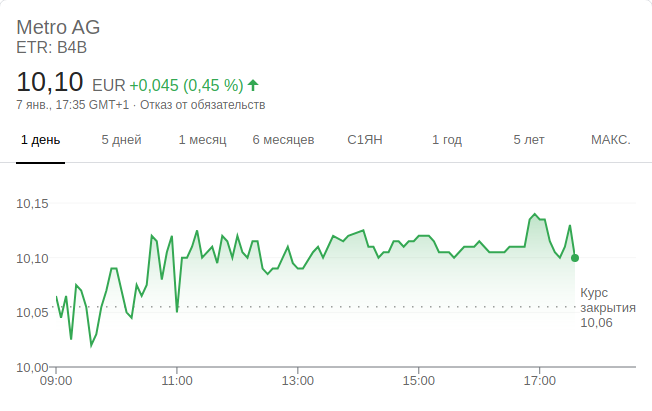 Metro AG
ETR: B4B
10,10 EUR +0,045 (0,45 %)
7 янв., 17:35 GMT+1 · Отказ от обязательств
1 день 5 дней 1 месяц 6 месяцев С1ЯН 1 год 5 лет МАКС.
10,15
10,10
10,05
10,00
Курс
закрытия
10,06
09:00 11:00 13:00 15:00 17:00